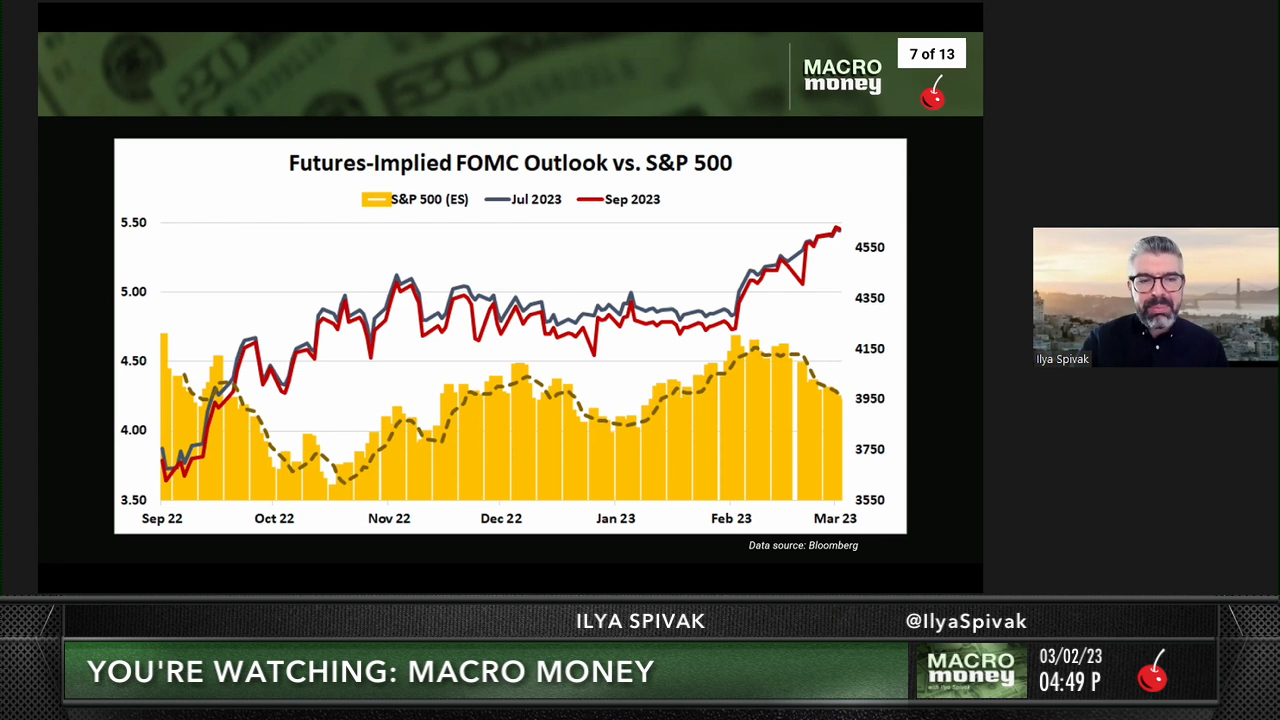 MACRO
money
7 of 13
Futures-Implied FOMC Outlook vs. S&P 500
S&P 500 (ES) Jul 2023 Sep 2023
5.50
5.00
4.50
4.00
3.50
4550
4350
4150
3950
3750
3550
Sep 22 Oct 22 Nov 22 Dec 22 Jan 23 Feb 23 Mar 23
Data source: Bloomberg
Ilya Spivak
ILYA SPIVAK @IlyaSpivak
YOU'RE WATCHING: MACRO MONEY
MACRO
money
with Ilya Spivak
03/02/23
04:49 P